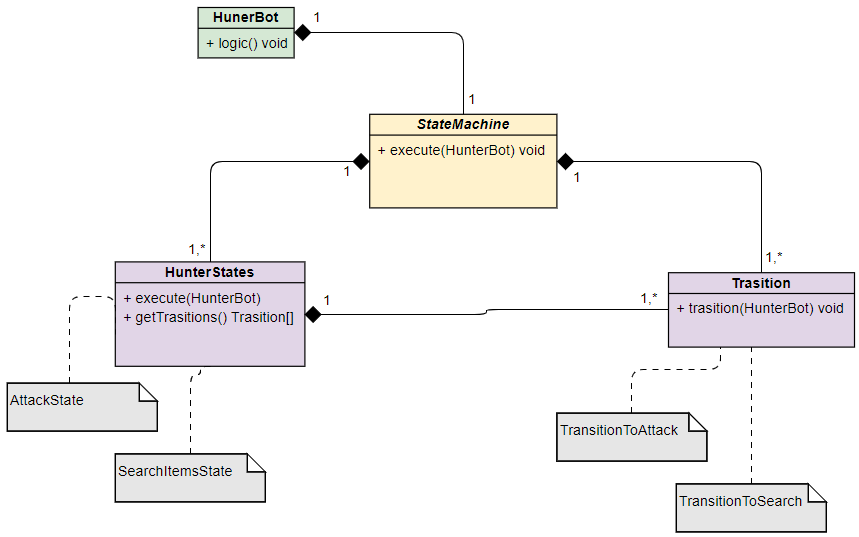 HunerBot
+ logic() void
1
1
StateMachine
+ execute(HunterBot) void
1
1
1,*
1,*
HunterStates
+ execute(HunterBot)
+ getTrasitions() Trasition[]
1
1,*
Trasition
+ trasition(HunterBot) void
AttackState
SearchItemsState
TransitionToAttack
TransitionToSearch